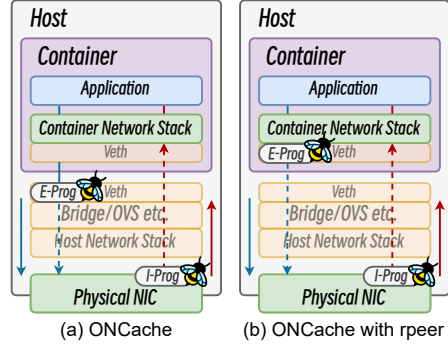 Host
Container
Application
Container Network Stack
Veth
E-Prog
Veth
Bridge/OVS etc.
Host Network Stack
I-Prog
Physical NIC
(a) ONCache
Host
Container
Application
Container Network Stack
E-Prog
Veth
Veth
Bridge/OVS etc.
Host Network Stack
I-Prog
Physical NIC
(b) ONCache with rpeer